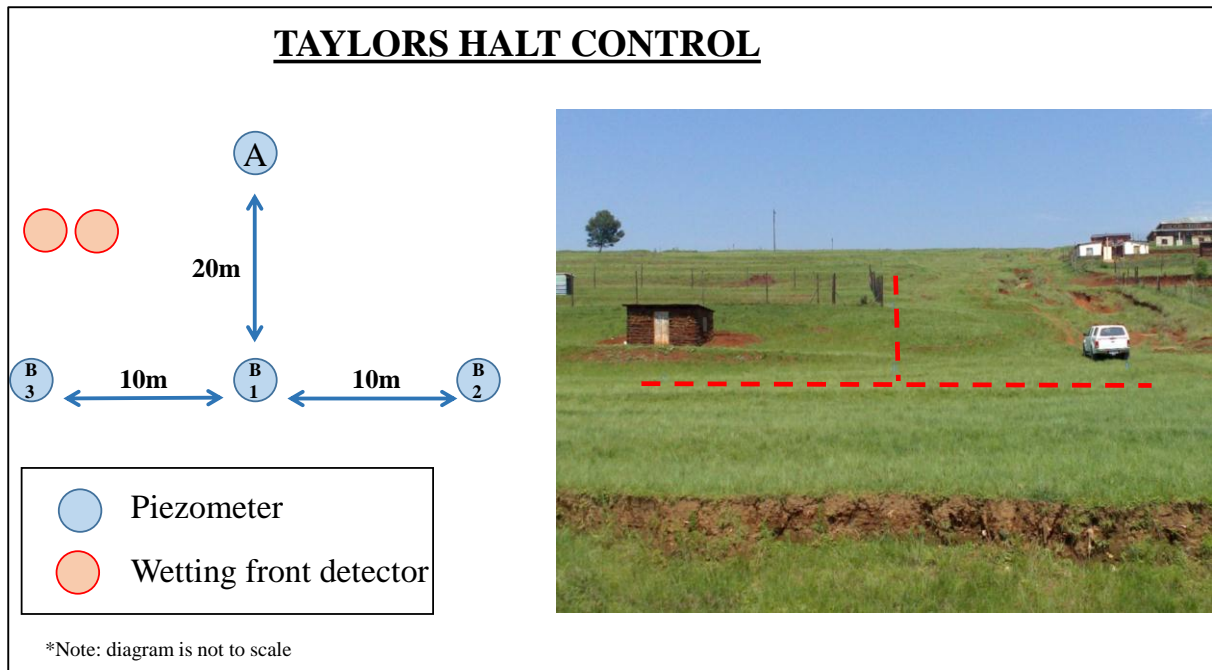 TAYLORS HALT CONTROL
A
20m
B
3
10m
B
1
10m
B
2
Piezometer
Wetting front detector
*Note: diagram is not to scale